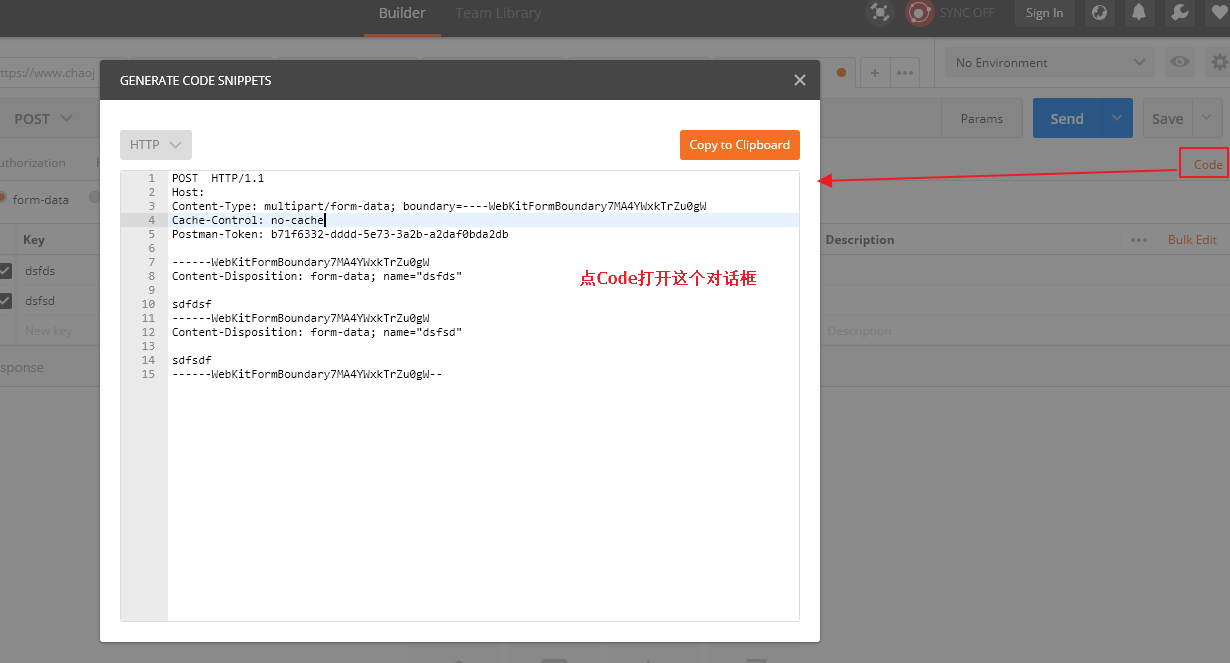 Builder
Team Library
SYNC OFF
Sign In
ttps://www.chaoj
No Environment
GENERATE CODE SNIPPETS
POST
Params
Send
Save
HTTP
Copy to Clipboard
uthorization
Code
form-data
Key
Description
Bulk Edit
dsfds
dsfsd
New key
Description
sponse
1 POST  HTTP/1.1
2 Host:
3 Content-Type: multipart/form-data; boundary=----WebKitFormBoundary7MA4YWxkTrZu0gW
4 Cache-Control: no-cache
5 Postman-Token: b71f6332-dddd-5e73-3a2b-a2daf0bda2db
6
7 ------WebKitFormBoundary7MA4YWxkTrZu0gW
8 Content-Disposition: form-data; name="dsfds"
9
10 sdfdsf
11 ------WebKitFormBoundary7MA4YWxkTrZu0gW
12 Content-Disposition: form-data; name="dsfsd"
13
14 sdfsdf
15 ------WebKitFormBoundary7MA4YWxkTrZu0gW--
点Code打开这个对话框